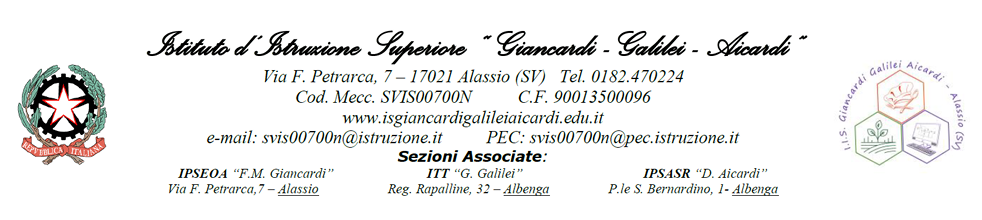 Istituto d'Istruzione Superiore "Giancardi - Galilei - Aicardi"
Via F. Petrarca, 7 – 17021 Alassio (SV) Tel. 0182.470224
Cod. Mecc. SVIS00700N C.F. 90013500096
www.isgiancardigalileiaicardi.edu.it
e-mail: svis00700n@istruzione.it PEC: svis00700n@pec.istruzione.it
Sezioni Associate:
IPSEOA "F.M. Giancardi" ITT "G. Galilei" IPSASR "D. Aicardi"
Via F. Petrarca,7 – Alassio Reg. Rapalline, 32 – Albenga P.le S. Bernardino, 1- Albenga
REPVBBLICA ITALIANA
I.I.S. Giancardi Galilei Aicardi - Alassio (SV)